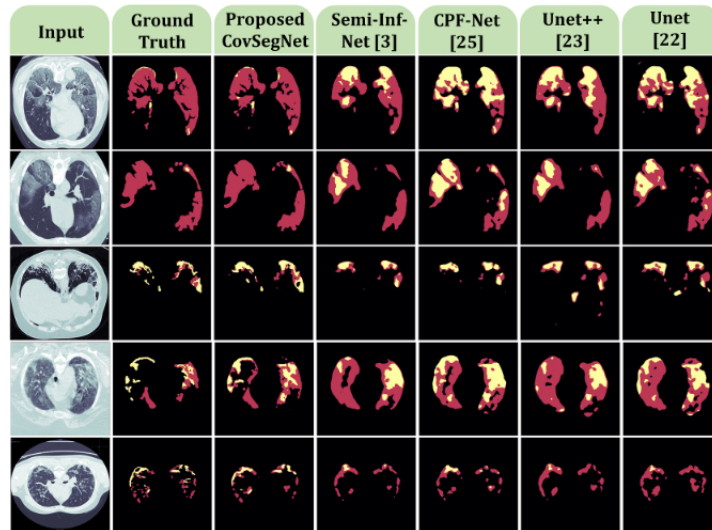 Input
Ground
Truth
Proposed
CovSegNet
Semi-Inf-
Net [3]
CPF-Net
[25]
Unet++
[23]
Unet
[22]